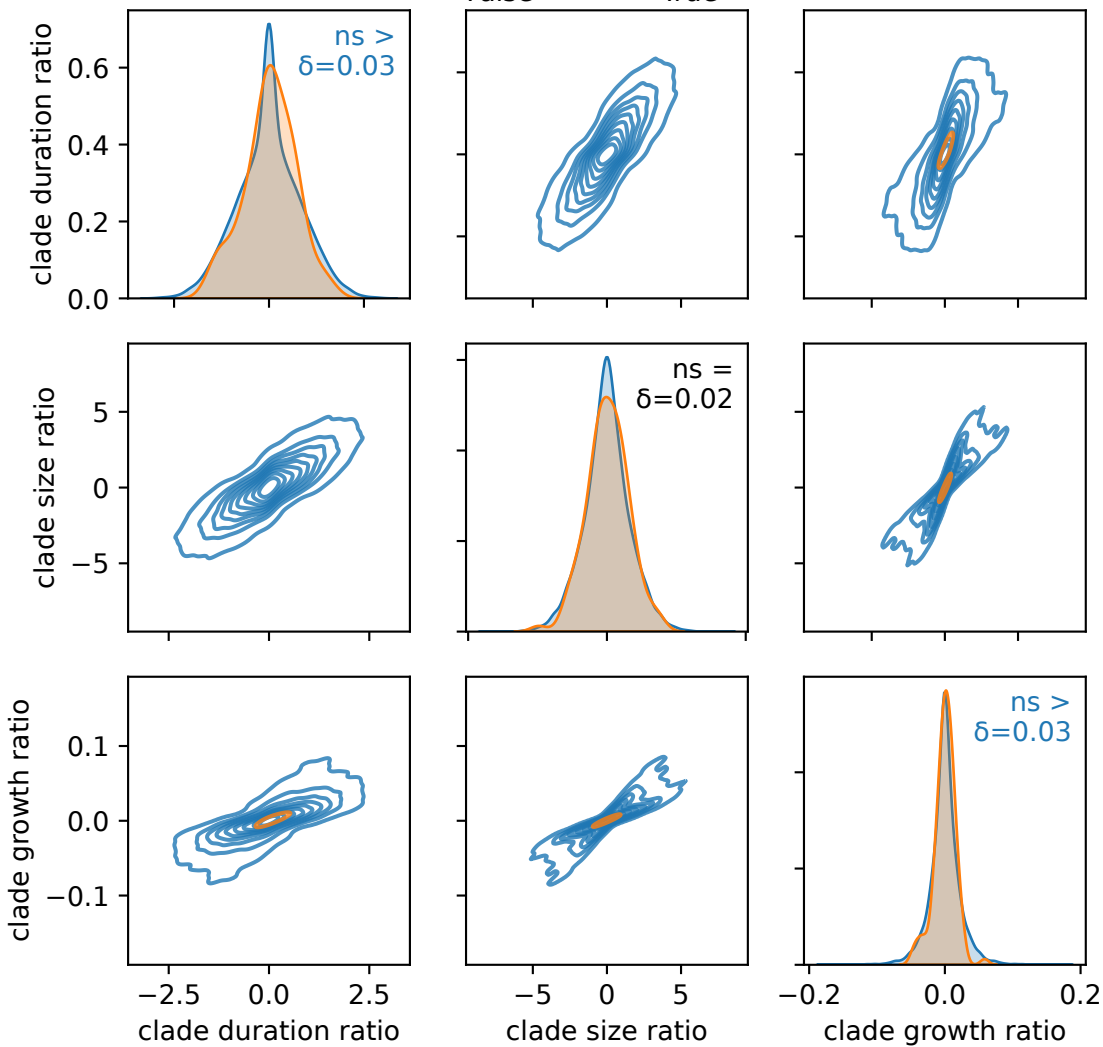 clade duration ratio
0.6
0.4
0.2
0.0
ns >
δ=0.03
clade size ratio
5
0
−5
ns =
δ=0.02
−5
0
5
clade growth ratio
0.1
0.0
−0.1
ns >
δ=0.03
−2.5
0.0
2.5
−5
0
5
−0.2
0.0
0.2
clade duration ratio
clade size ratio
clade growth ratio